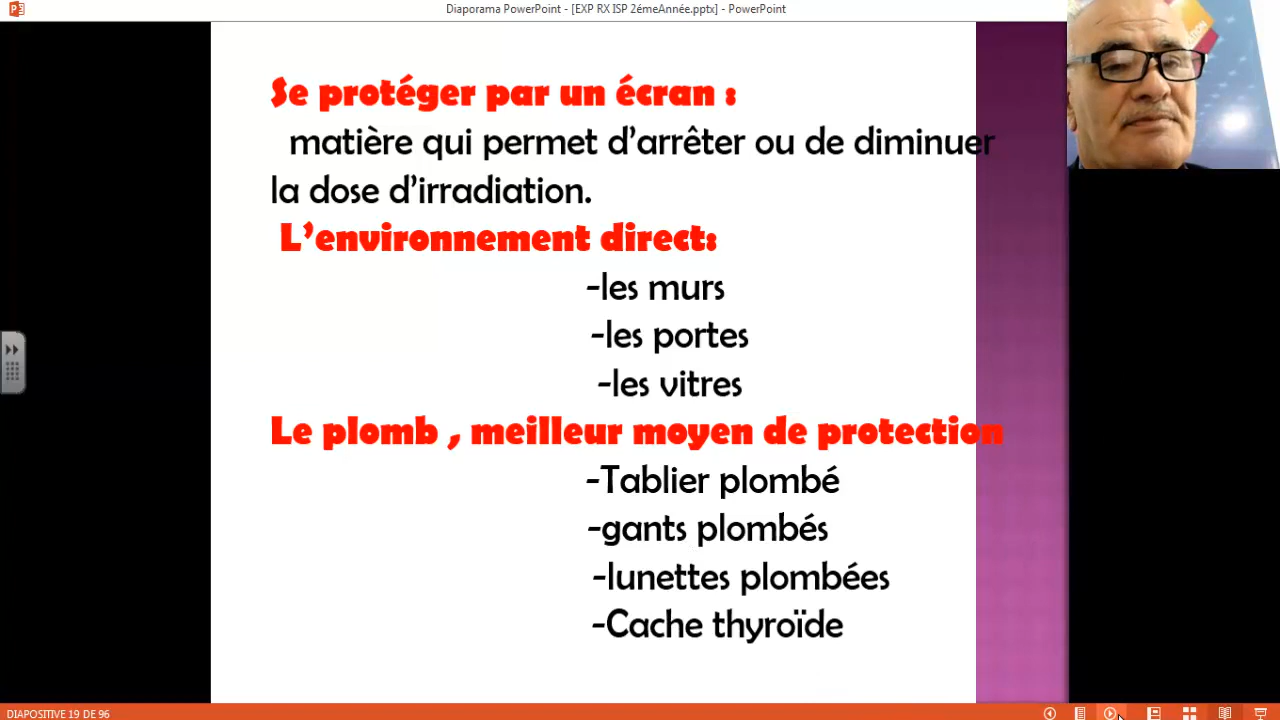 Diaporama PowerPoint - [EXP RX ISP 2émeAnnée.pptx] - PowerPoint
Se protéger par un écran :
matière qui permet d’arrêter ou de diminuer
la dose d’irradiation.
L’environnement direct:
-les murs
-les portes
-les vitres
Le plomb , meilleur moyen de protection
-Tablier plombé
-gants plombés
-lunettes plombées
-Cache thyroïde
DIAPOSITIVE 19 DE 96